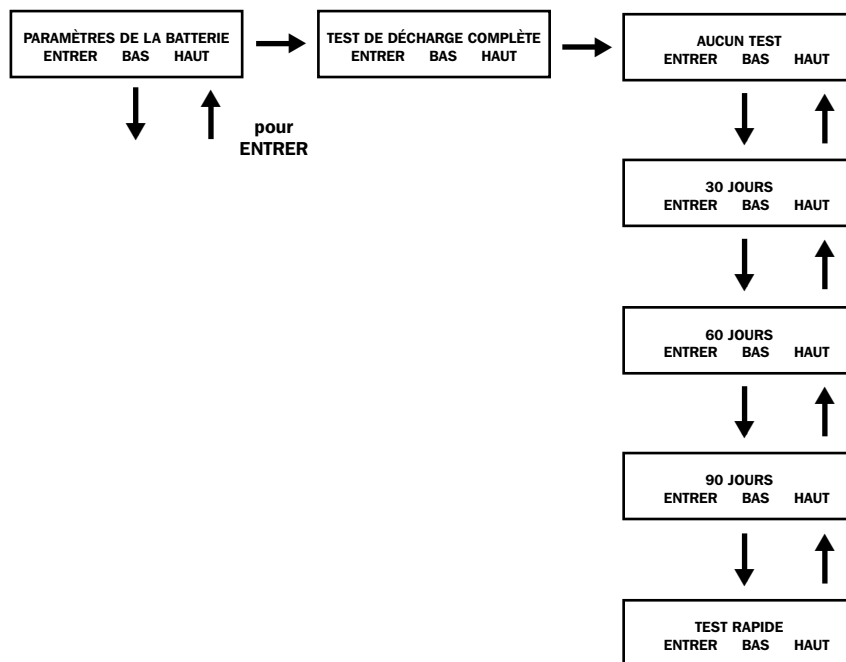 PARAMÈTRES DE LA BATTERIE
ENTRER BAS HAUT
TEST DE DÉCHARGE COMPLÈTE
ENTRER BAS HAUT
AUCUN TEST
ENTRER BAS HAUT
pour
ENTRER
30 JOURS
ENTRER BAS HAUT
60 JOURS
ENTRER BAS HAUT
90 JOURS
ENTRER BAS HAUT
TEST RAPIDE
ENTRER BAS HAUT